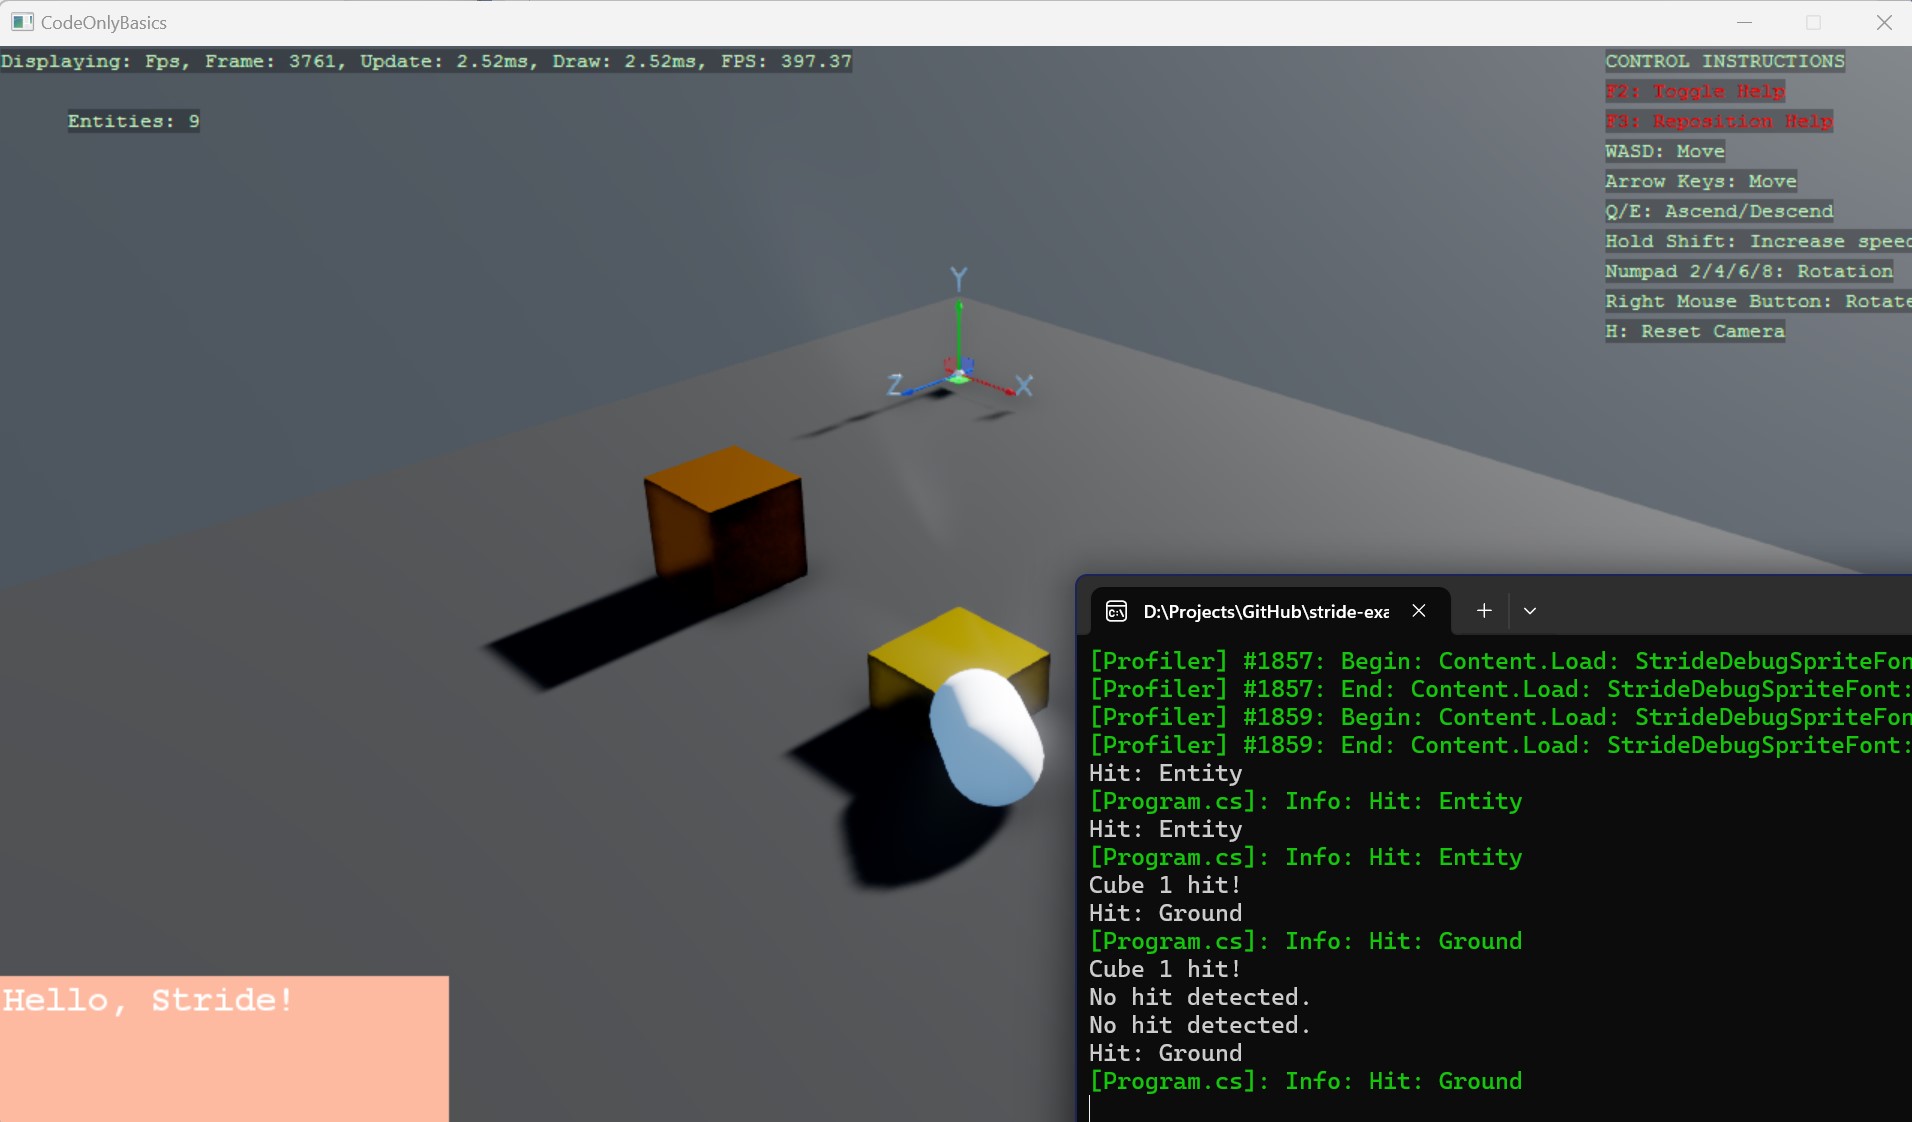 CodeOnlyBasics
Displaying: Fps, Frame: 3761, Update: 2.52ms, Draw: 2.52ms, FPS: 397.37
Entities: 9
CONTROL INSTRUCTIONS
F2: Toggle Help
F3: Reposition Help
WASD: Move
Arrow Keys: Move
Q/E: Ascend/Descend
Hold Shift: Increase speed
Numpad 2/4/6/8: Rotation
Right Mouse Button: Rotate
H: Reset Camera
Y
Z
X
D:\Projects\GitHub\stride-exa
[Profiler] #1857: Begin: Content.Load: StrideDebugSpriteFon
[Profiler] #1857: End: Content.Load: StrideDebugSpriteFont:
[Profiler] #1859: Begin: Content.Load: StrideDebugSpriteFon
[Profiler] #1859: End: Content.Load: StrideDebugSpriteFont:
Hit: Entity
[Program.cs]: Info: Hit: Entity
Hit: Entity
[Program.cs]: Info: Hit: Entity
Cube 1 hit!
Hit: Ground
[Program.cs]: Info: Hit: Ground
Cube 1 hit!
No hit detected.
No hit detected.
Hit: Ground
[Program.cs]: Info: Hit: Ground
Hello, Stride!